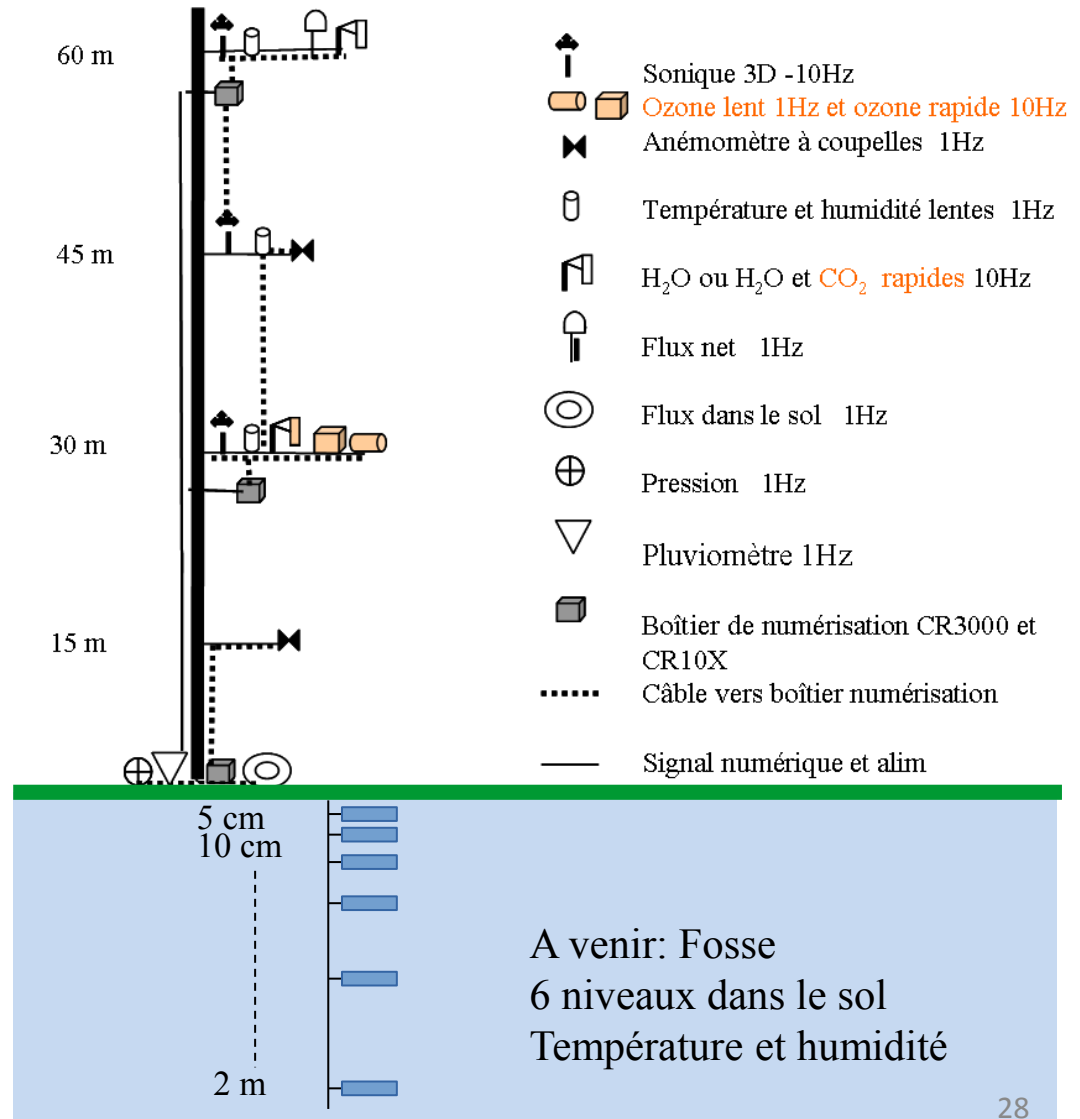 60 m
45 m
30 m
15 m
Sonique 3D -10Hz
Ozone lent 1Hz et ozone rapide 10Hz
Anémomètre à coupelles 1Hz
Température et humidité lentes 1Hz
H₂O ou H₂O et CO₂ rapides 10Hz
Flux net 1Hz
Flux dans le sol 1Hz
Pression 1Hz
Pluviomètre 1Hz
Boîtier de numérisation CR3000 et
CR10X
Câble vers boîtier numérisation
Signal numérique et alim
5 cm
10 cm
2 m
A venir: Fosse
6 niveaux dans le sol
Température et humidité
28